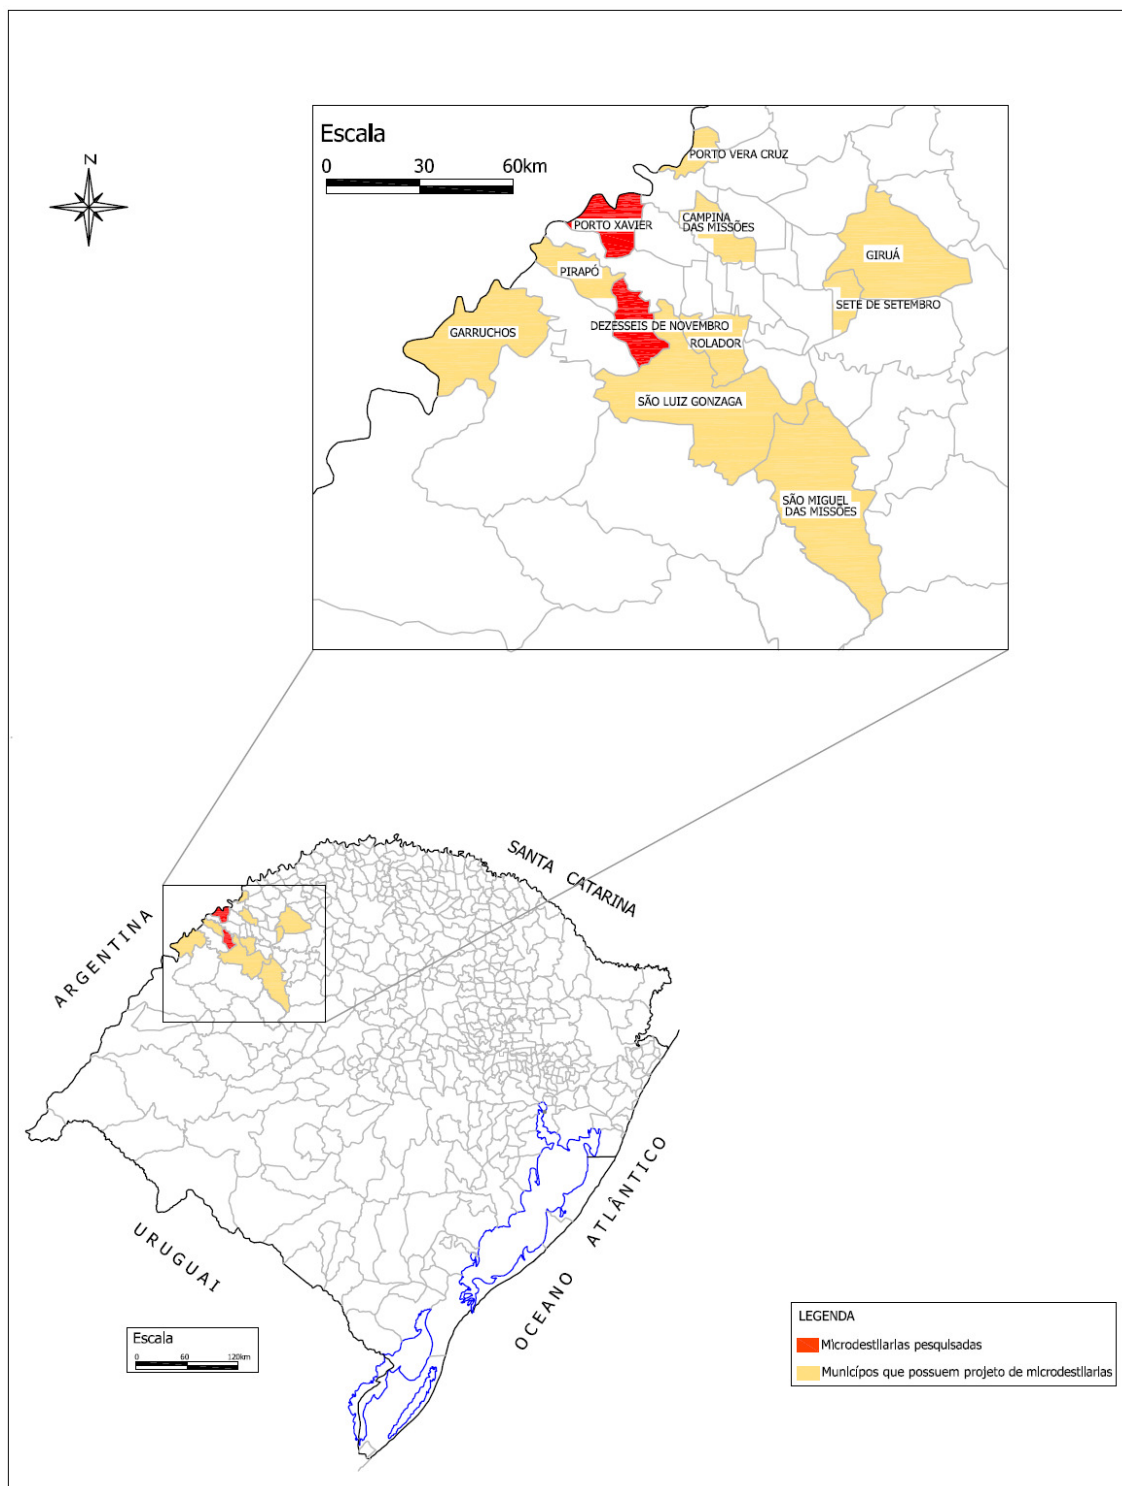 N
Escala
0 30 60km
PORTO VERA CRUZ
PORTO XAVIER
CAMPINA
DAS MISSÕES
GIRUÁ
PIRAPÓ
SETE DE SETEMBRO
GARRUCHOS
DEZESSEIS DE NOVEMBRO
ROLADOR
SÃO LUIZ GONZAGA
SÃO MIGUEL
DAS MISSÕES
SANTA CATARINA
ARGENTINA
URUGUAI
OCEANO ATLÂNTICO
Escala
0 60 120km
LEGENDA
Microdestilarias pesquisadas
Municípos que possuem projeto de microdestilarias